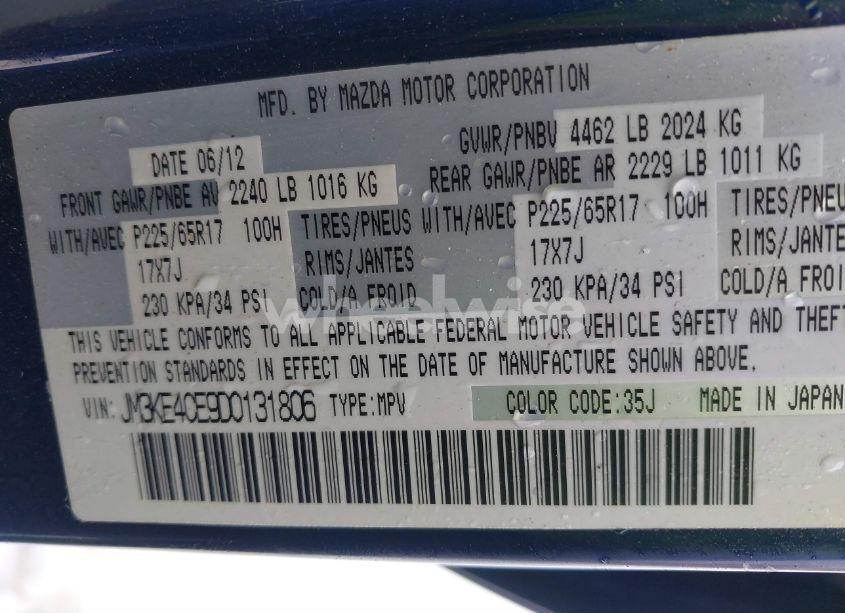 MFD. BY MAZDA MOTOR CORPORATION
DATE 06/12
GVWR/PNBV 4462 LB 2024 KG
FRONT GAWR/PNBE AV 2240 LB 1016 KG
REAR GAWR/PNBE AR 2229 LB 1011 KG
WITH/AVEC P225/65R17 100H TIRES/PNEUS
WITH/AVEC P225/65R17 100H TIRES/PNEU
17X7J RIMS/JANTES
17X7J RIMS/JANTES
230 KPA/34 PSI COLD/A FROID
230 KPA/34 PSI COLD/A FROID
wheelwise
THIS VEHICLE CONFORMS TO ALL APPLICABLE FEDERAL MOTOR VEHICLE SAFETY AND THEFT
PREVENTION STANDARDS IN EFFECT ON THE DATE OF MANUFACTURE SHOWN ABOVE.
VIN: JM3KE4CE9D0131806 TYPE:MPV COLOR CODE:35J MADE IN JAPAN